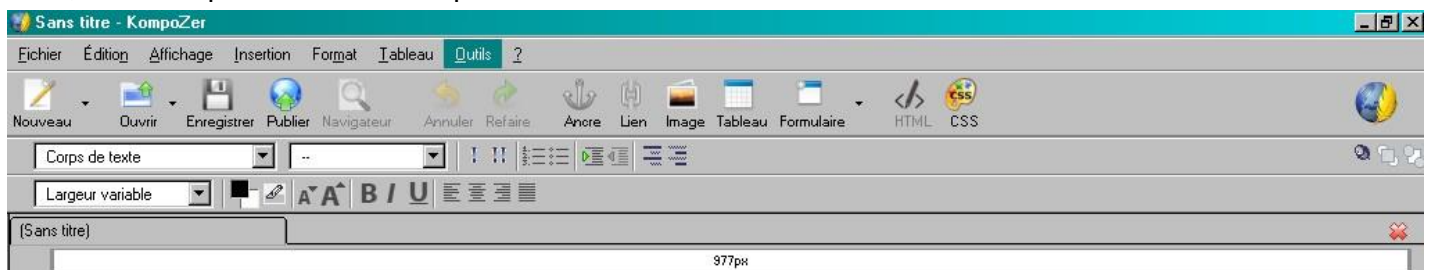 Sans titre - KompoZer
Fichier Édition Affichage Insertion Format Tableau Outils ?
Nouveau Ouvrir Enregistrer Publier Navigateur Annuler Refaire Ancre Lien Image Tableau Formulaire HTML CSS
Corps de texte -- ! !!
Largeur variable A A B I U
(Sans titre)
977px